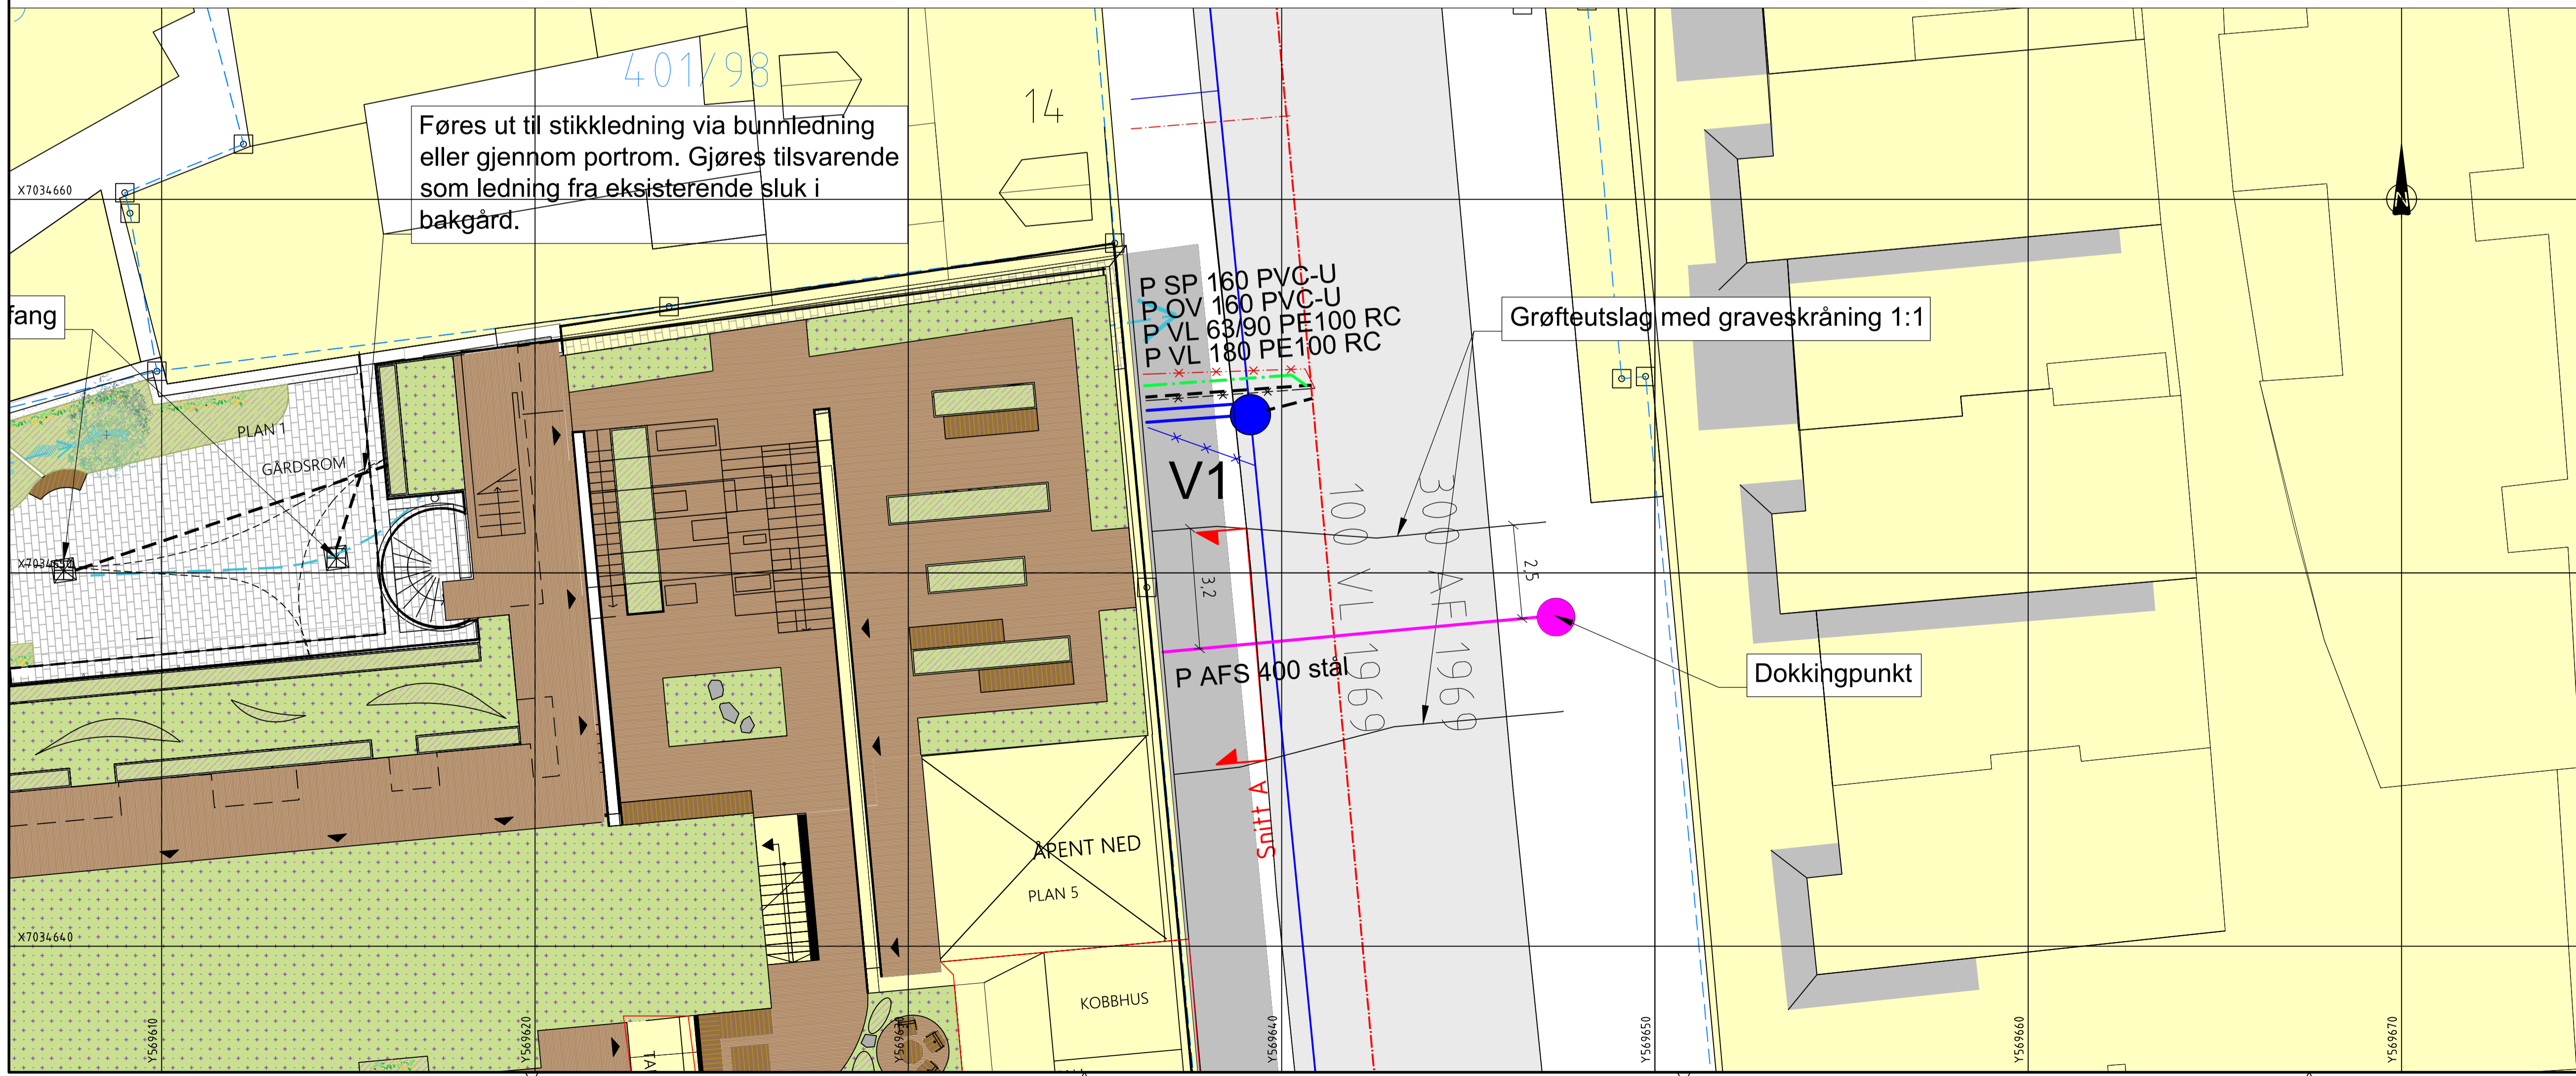 401/98
14
Føres ut til stikkledning via bunnledning
eller gjennom portrom. Gjøres tilsvarende
som ledning fra eksisterende sluk i
bakgård.
X7034660
N
fang
P SP 160 PVC-U
P OV 160 PVC-U
P VL 63/90 PE100 RC
P VL 180 PE100 RC
Grøfteutslag med graveskråning 1:1
PLAN 1
GÅRDSROM
V1
100 VL 1969
300 AF 1969
X7034650
3,2
2,5
P AFS 400 stål
Dokkingpunkt
Snitt A
ÅPENT NED
PLAN 5
X7034640
KOBBHUS
TA
Y569610
Y569620
Y569630
Y569640
Y569650
Y569660
Y569670